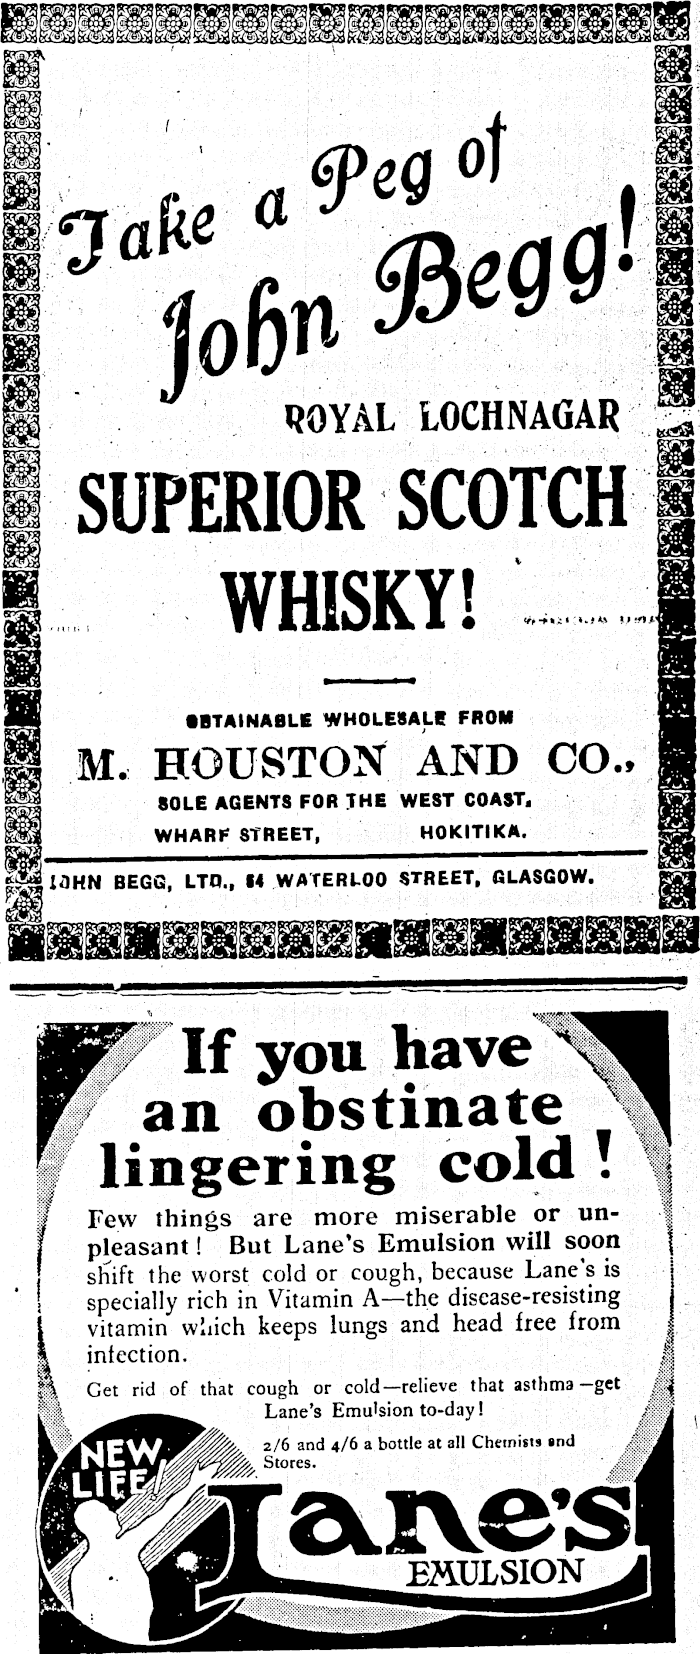 Take a Peg of
John Begg!
ROYAL LOCHNAGAR
SUPERIOR SCOTCH
WHISKY!
OBTAINABLE WHOLESALE FROM
M. HOUSTON AND CO.,
SOLE AGENTS FOR THE WEST COAST,
WHARF STREET, HOKITIKA.
JOHN BEGG, LTD., 64 WATERLOO STREET, GLASGOW.
If you have
an obstinate
lingering cold!
Few things are more miserable or un-
pleasant! But Lane's Emulsion will soon
shift the worst cold or cough, because Lane's is
specially rich in Vitamin A—the disease-resisting
vitamin which keeps lungs and head free from
infection.
Get rid of that cough or cold—relieve that asthma—get
Lane's Emulsion to-day!
2/6 and 4/6 a bottle at all Chemists and
Stores.
NEW
LIFE!
Lane's
EMULSION